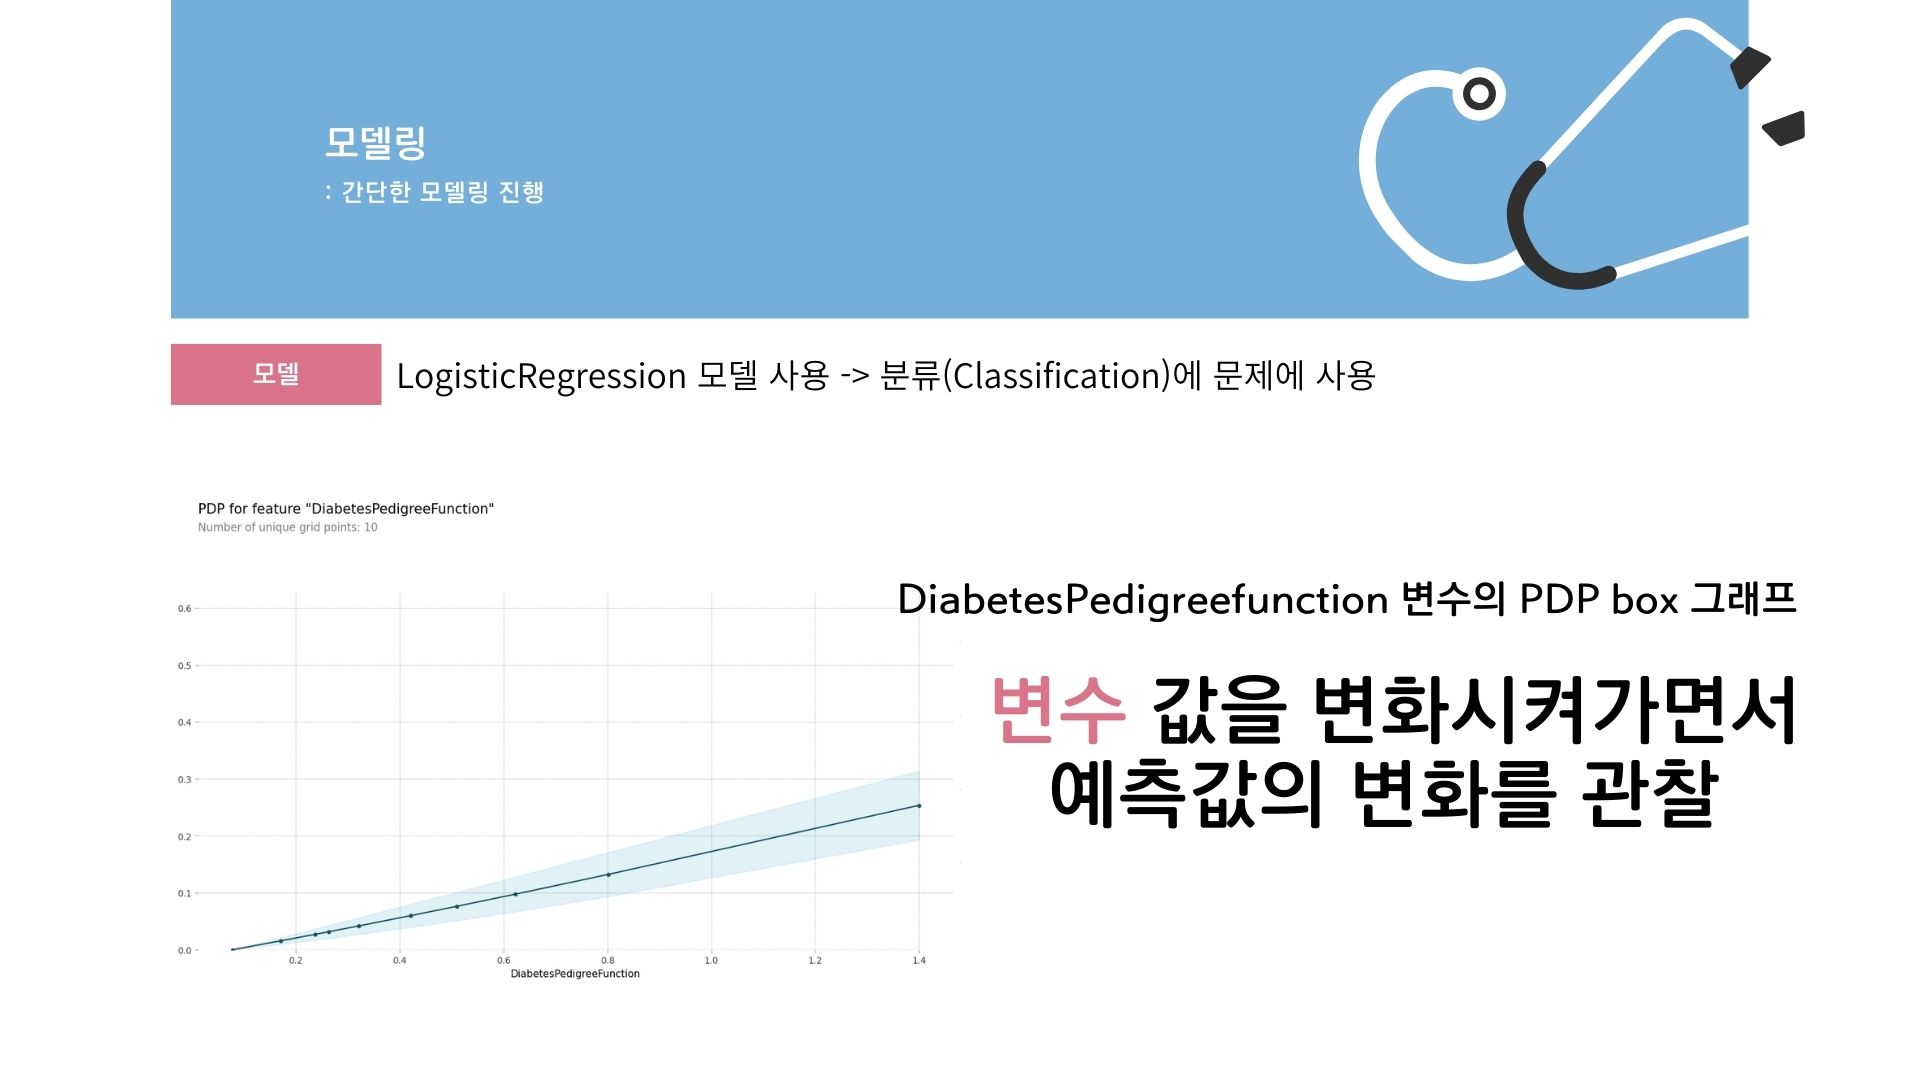 모델링
: 간단한 모델링 진행
모델
LogisticRegression 모델 사용 -> 분류(Classification)에 문제에 사용
PDP for feature "DiabetesPedigreeFunction"
Number of unique grid points: 10
0.6
0.5
0.4
0.3
0.2
0.1
0.0
0.2 0.4 0.6 0.8 1.0 1.2 1.4
DiabetesPedigreeFunction
DiabetesPedigreefunction 변수의 PDP box 그래프
변수 값을 변화시켜가면서
예측값의 변화를 관찰